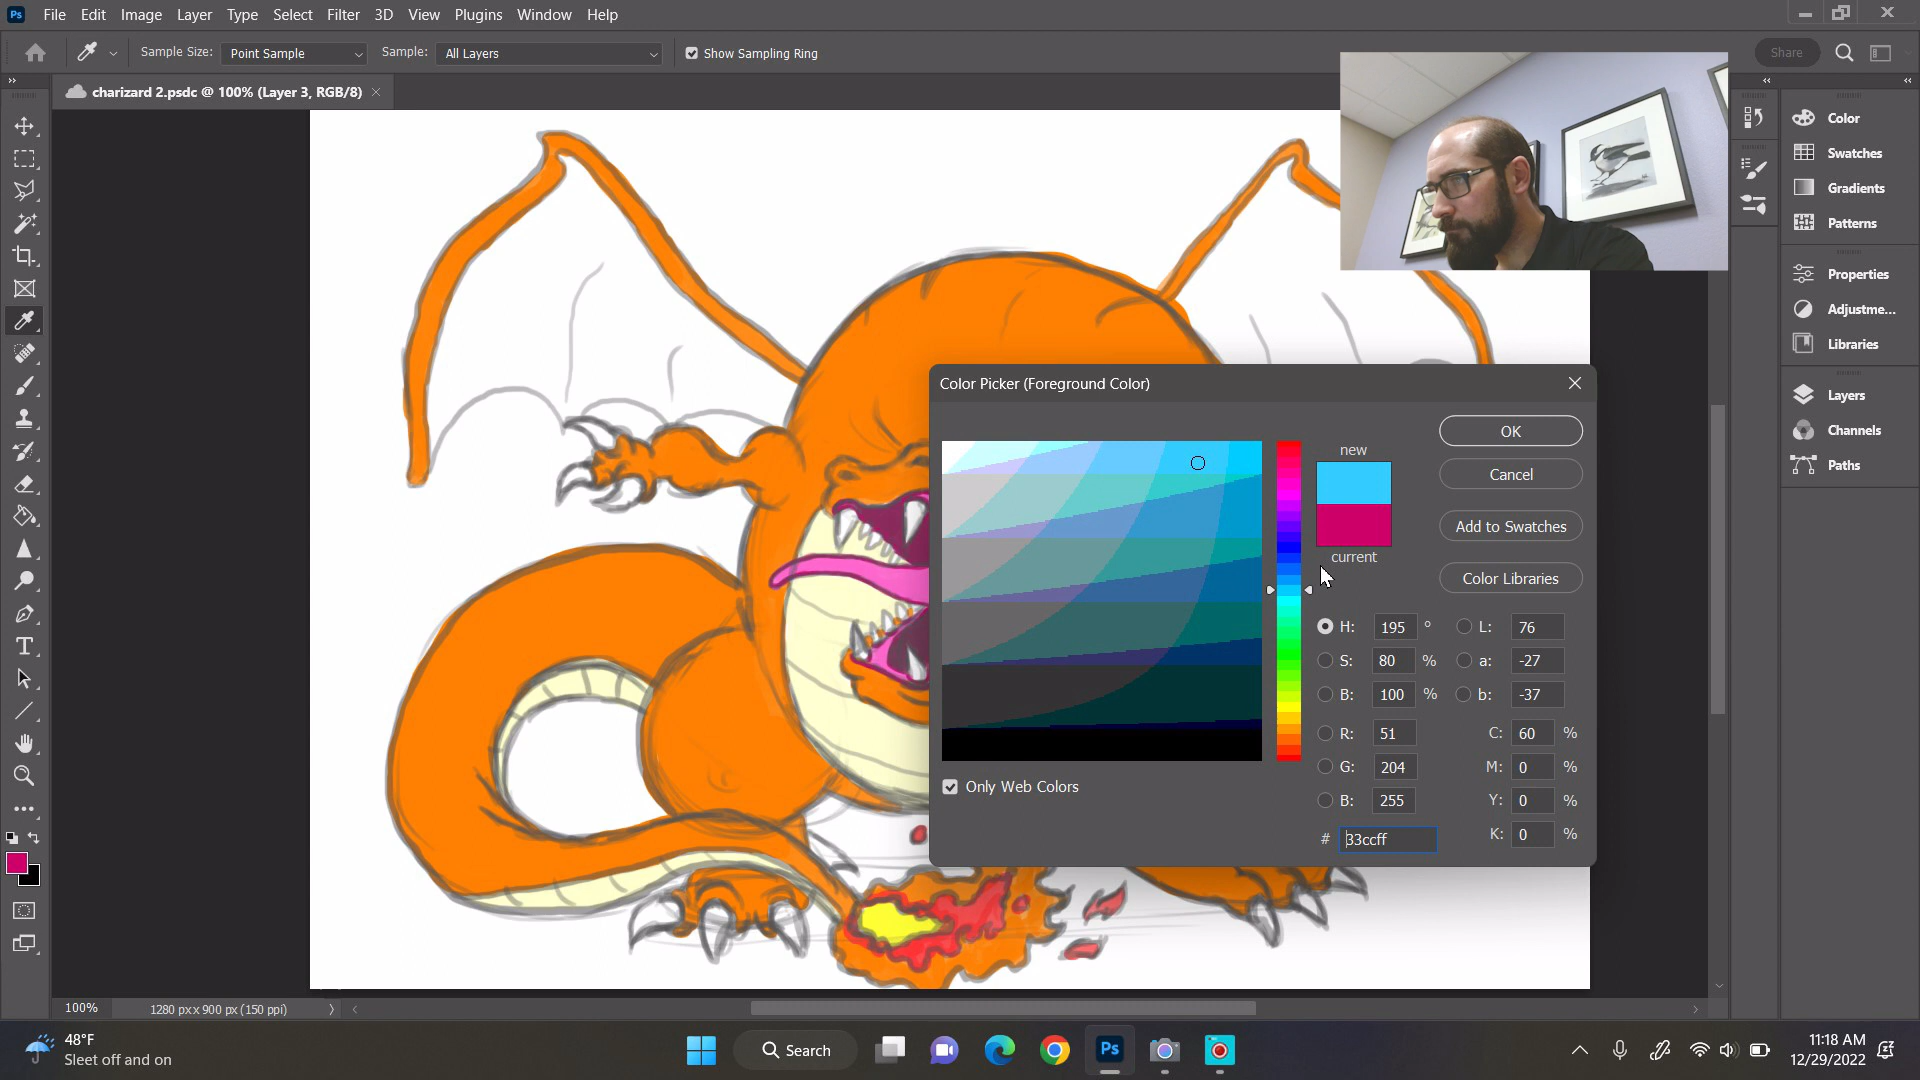 Ps File Edit Image Layer Type Select Filter 3D View Plugins Window Help
Sample Size: Point Sample Sample: All Layers Show Sampling Ring Share
charizard 2.psdc @ 100% (Layer 3, RGB/8)
Color
Swatches
Gradients
Patterns
Properties
Adjustme...
Libraries
Layers
Channels
Paths
Color Picker (Foreground Color)
new
current
OK
Cancel
Add to Swatches
Color Libraries
H: 195 ° L: 76
S: 80 % a: -27
B: 100 % b: -37
R: 51 C: 60 %
G: 204 M: 0 %
B: 255 Y: 0 %
# 33ccff K: 0 %
Only Web Colors
100% 1280 px x 900 px (150 ppi)
48°F
Sleet off and on
Search
Ps
11:18 AM
12/29/2022